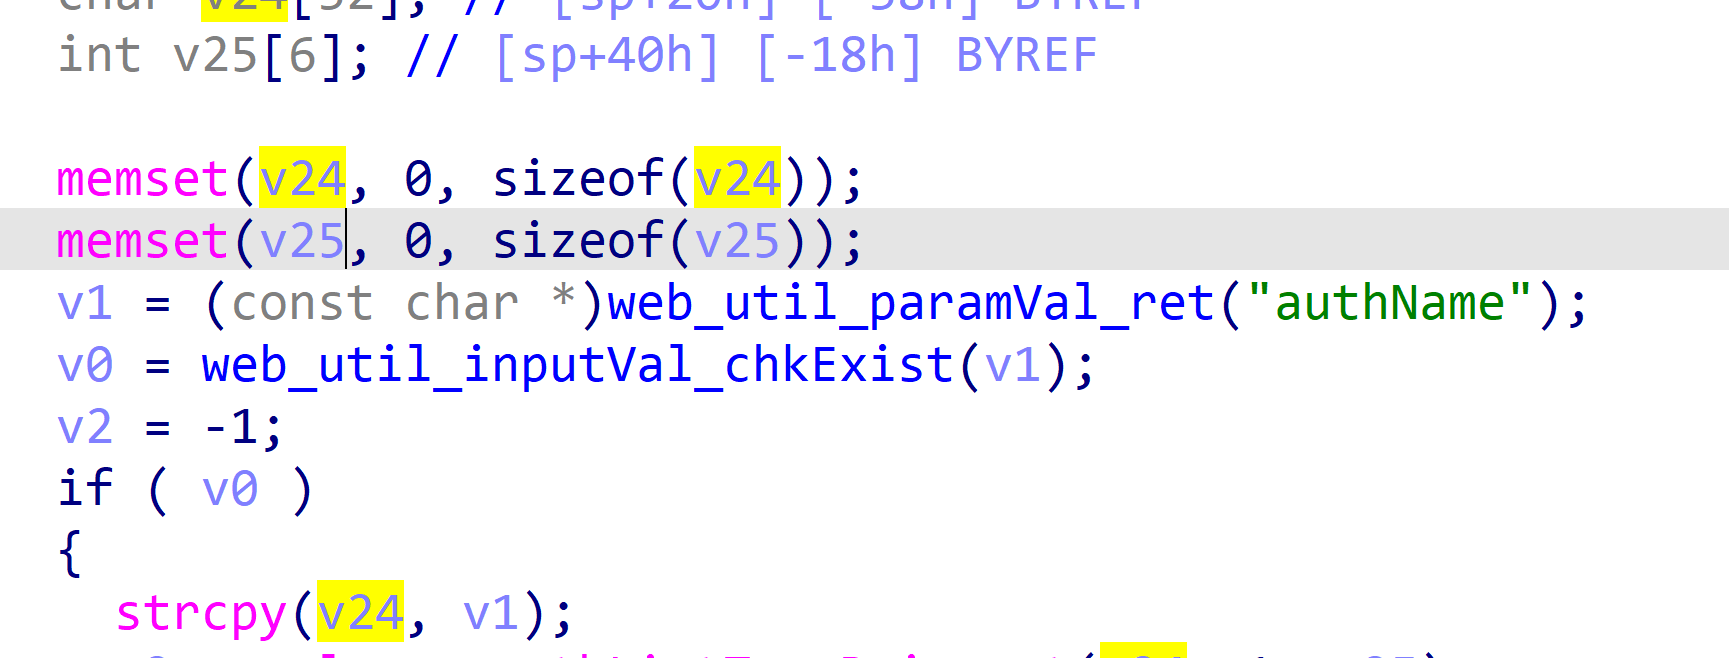 char v24[32]; // [sp+20h] [-38h] BYREF
int v25[6]; // [sp+40h] [-18h] BYREF
memset(v24, 0, sizeof(v24));
memset(v25, 0, sizeof(v25));
v1 = (const char *)web_util_paramVal_ret("authName");
v0 = web_util_inputVal_chkExist(v1);
v2 = -1;
if ( v0 )
{
strcpy(v24, v1);